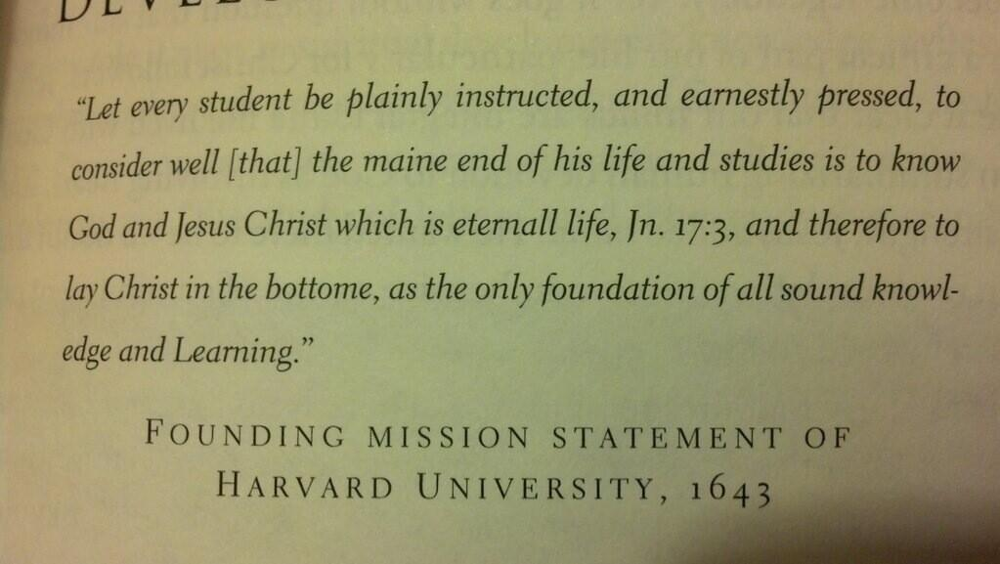 “Let every student be plainly instructed, and earnestly pressed, to
consider well [that] the maine end of his life and studies is to know
God and Jesus Christ which is eternall life, Jn. 17:3, and therefore to
lay Christ in the bottome, as the only foundation of all sound knowl-
edge and Learning.”
FOUNDING MISSION STATEMENT OF
HARVARD UNIVERSITY, 1643